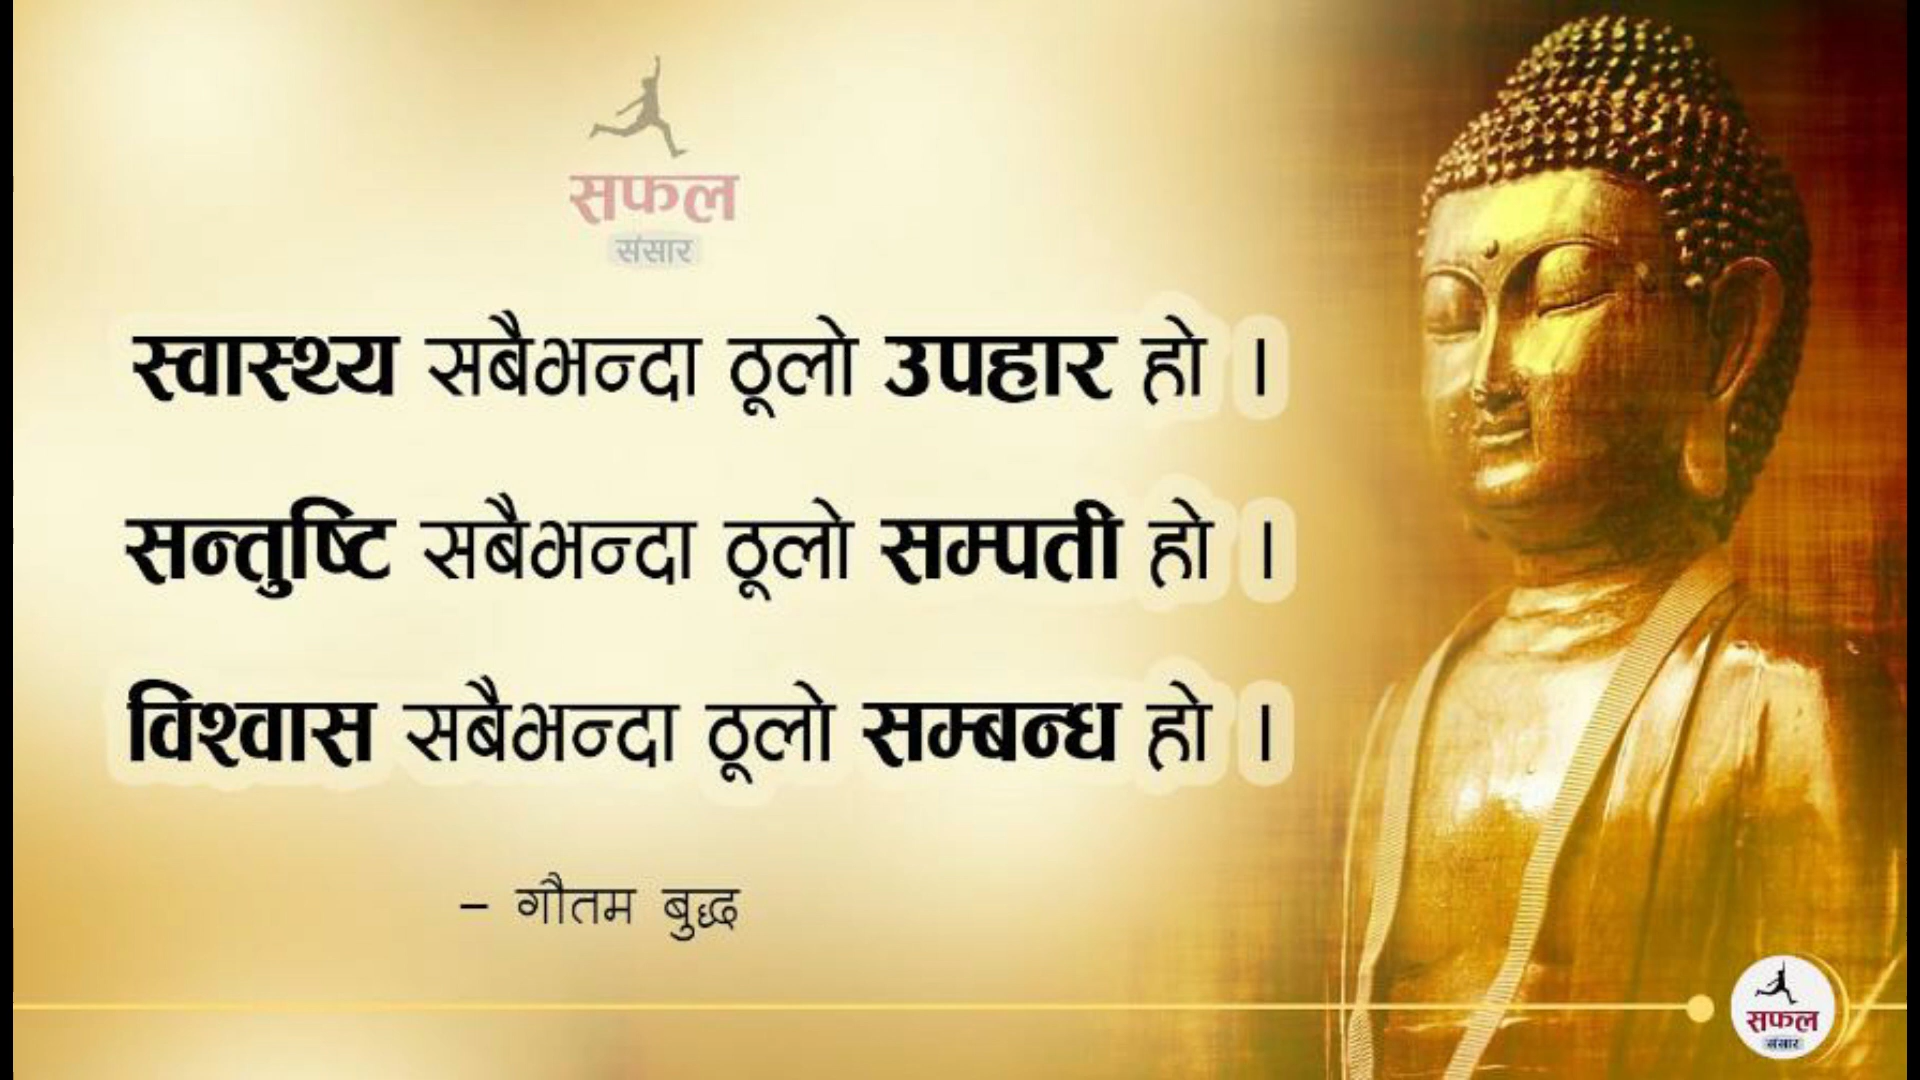 सफल
संसार
स्वास्थ्य सबैभन्दा ठूलो उपहार हो ।
सन्तुष्टि सबैभन्दा ठूलो सम्पती हो ।
विश्वास सबैभन्दा ठूलो सम्बन्ध हो ।
– गौतम बुद्ध
सफल
संसार